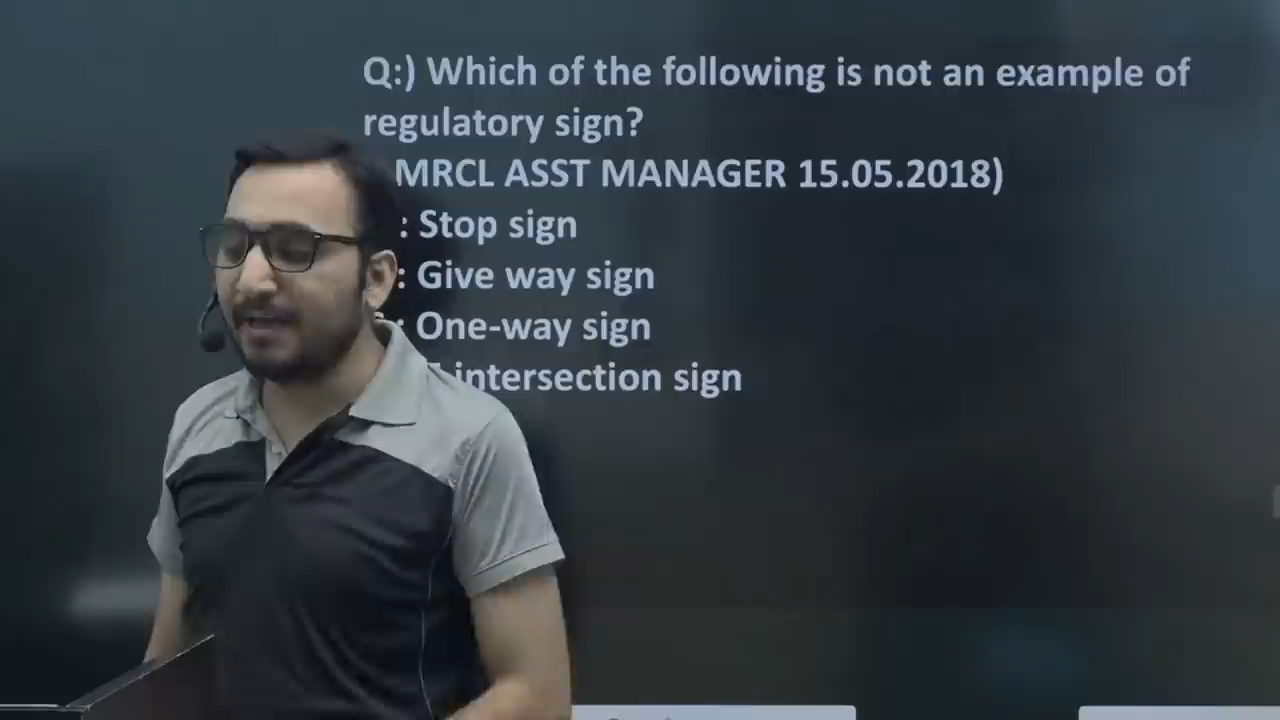 Q:) Which of the following is not an example of
regulatory sign?
MRCL ASST MANAGER 15.05.2018)
: Stop sign
: Give way sign
: One-way sign
intersection sign